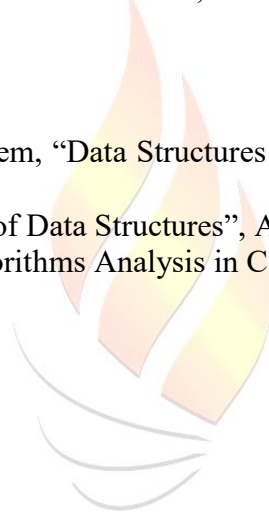 em, “Data Structures
of Data Structures”, A
orithms Analysis in C